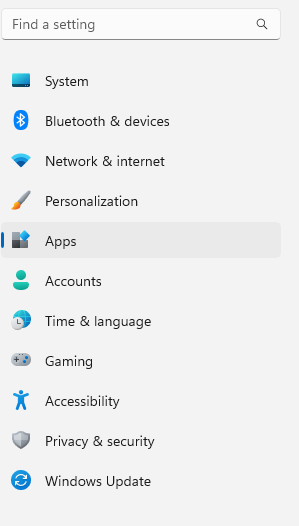 Find a setting
System
Bluetooth & devices
Network & internet
Personalization
Apps
Accounts
Time & language
Gaming
Accessibility
Privacy & security
Windows Update